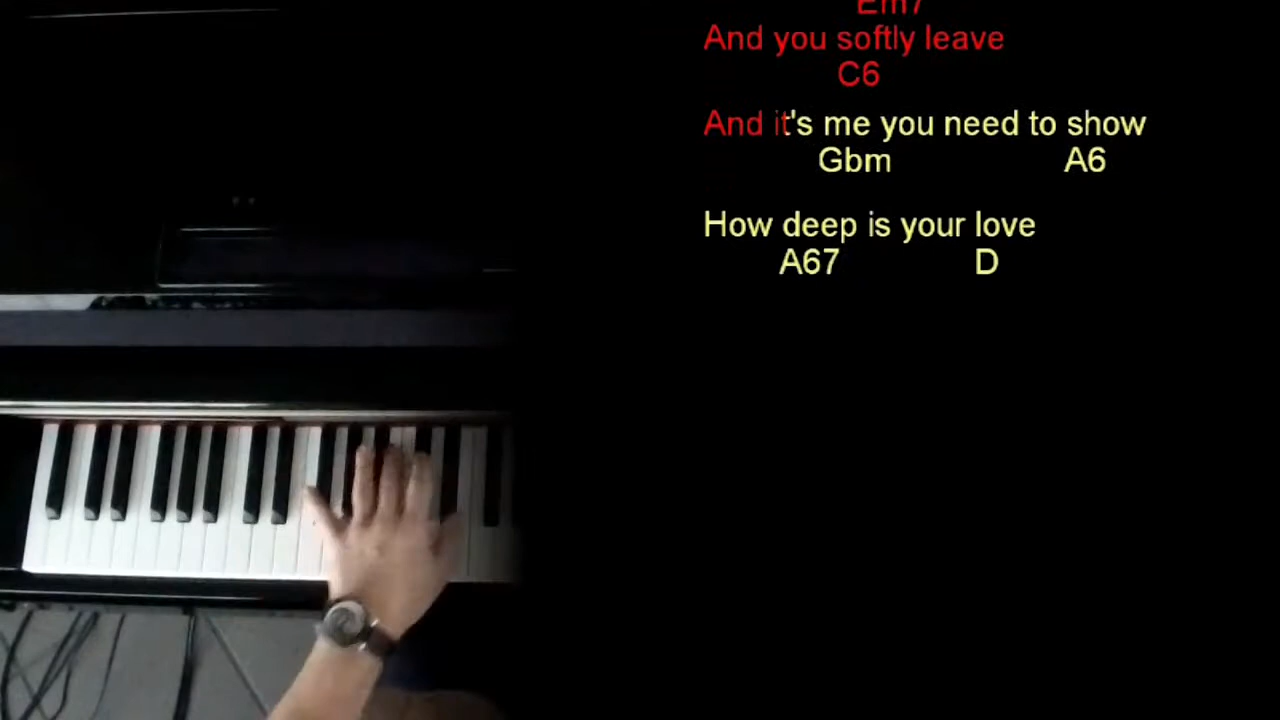 Em7
And you softly leave
C6
And it's me you need to show
Gbm A6
How deep is your love
A67 D